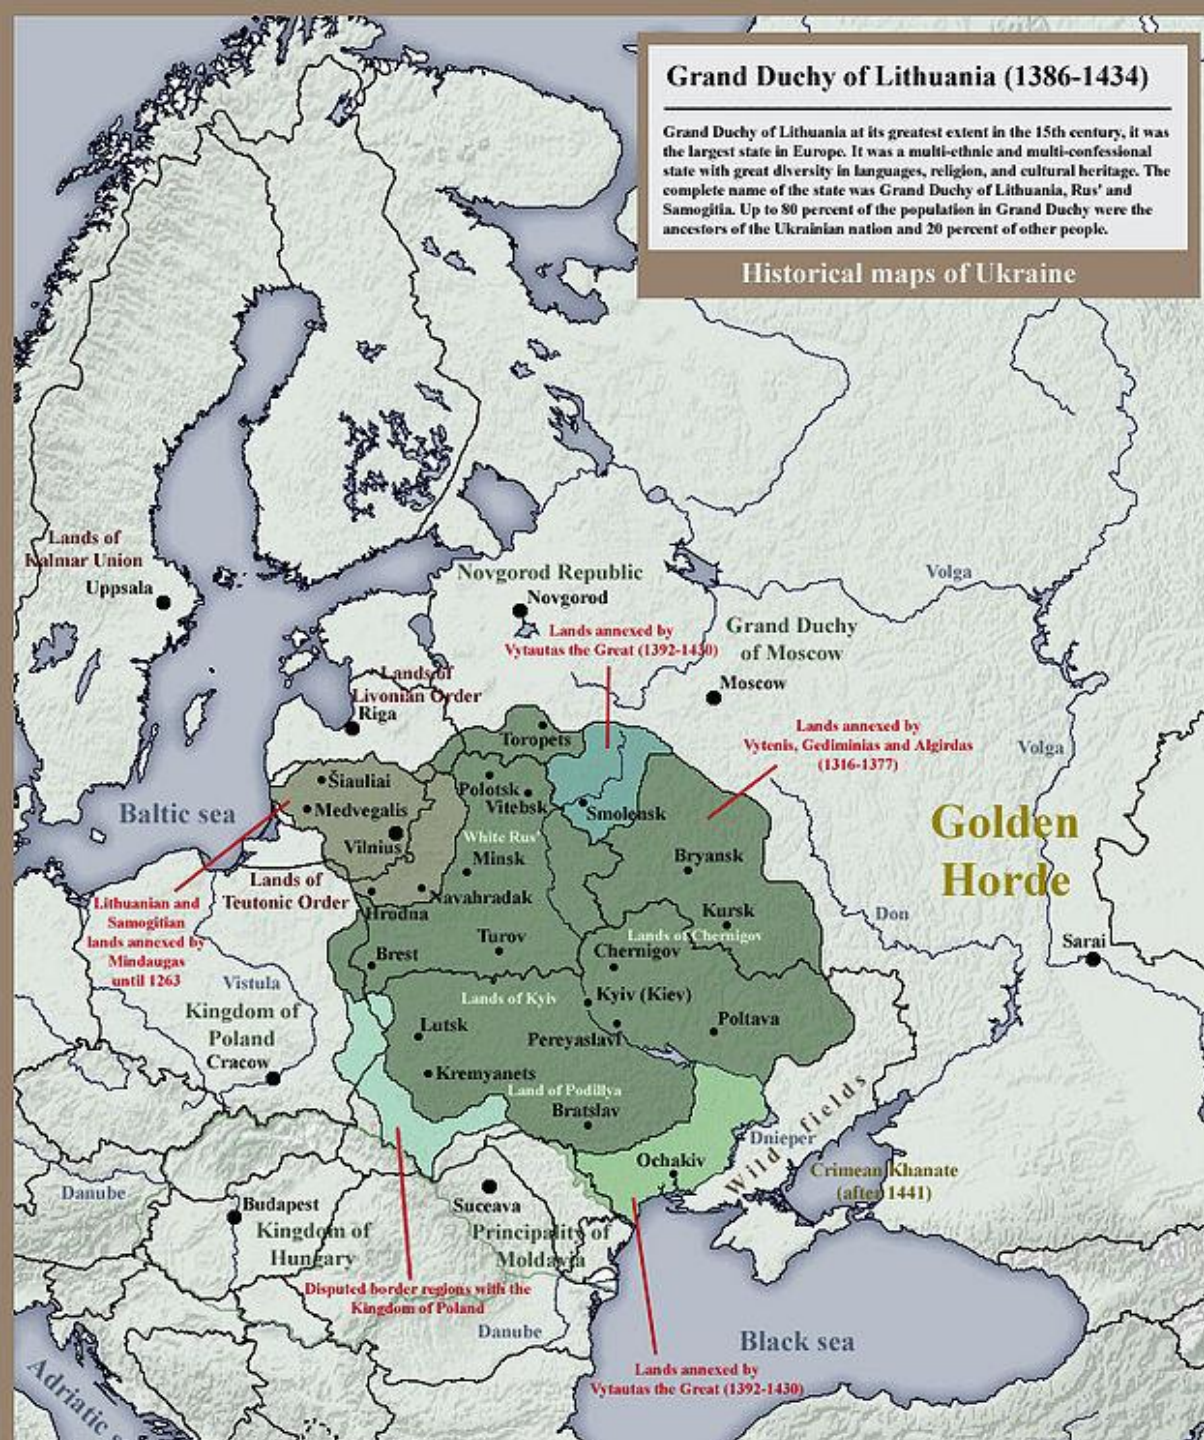 Grand Duchy of Lithuania (1386-1434)
Grand Duchy of Lithuania at its greatest extent in the 15th century, it was
the largest state in Europe. It was a multi-ethnic and multi-confessional
state with great diversity in languages, religion, and cultural heritage. The
complete name of the state was Grand Duchy of Lithuania, Rus' and
Samogitia. Up to 80 percent of the population in Grand Duchy were the
ancestors of the Ukrainian nation and 20 percent of other people.
Historical maps of Ukraine
Lands of
Kalmar Union
Uppsala
Novgorod Republic
Novgorod
Volga
Lands annexed by
Vytautas the Great (1392-1430)
Grand Duchy
of Moscow
Moscow
Lands of
Livonian Order
Riga
Toropets
Lands annexed by
Vytenis, Gediminias and Algirdas
(1316-1377)
Volga
Baltic sea
Šiauliai
Medvegalis
Vilnius
Polotsk
Vitebsk
Smolensk
White Rus'
Minsk
Bryansk
Golden
Horde
Lands of
Teutonic Order
Hrodna
Navahradak
Kursk
Don
Lithuanian and
Samogitian
lands annexed by
Mindaugas
until 1263
Brest
Turov
Lands of Chernigov
Chernigov
Sarai
Vistula
Kingdom of
Poland
Cracow
Lands of Kyiv
Kyiv (Kiev)
Lutsk
Pereyaslavl
Poltava
Kremyanets
Land of Podillya
Bratslav
Wild fields
Dnieper
Ochakiv
Crimean Khanate
(after 1441)
Danube
Budapest
Kingdom of
Hungary
Suceava
Principality of
Moldavia
Disputed border regions with the
Kingdom of Poland
Danube
Black sea
Lands annexed by
Vytautas the Great (1392-1430)
Adriatic